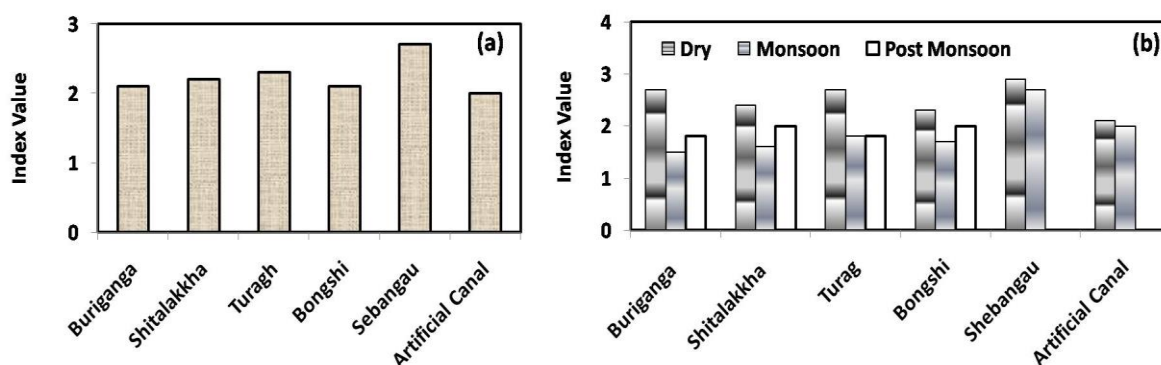 (a)
Index Value
3
2
1
0
Buriganga
Shitalakkha
Turagh
Bongshi
Sebangau
Artificial Canal
(b)
Dry
Monsoon
Post Monsoon
Index Value
4
3
2
1
0
Buriganga
Shitalakkha
Turag
Bongshi
Shebangau
Artificial Canal